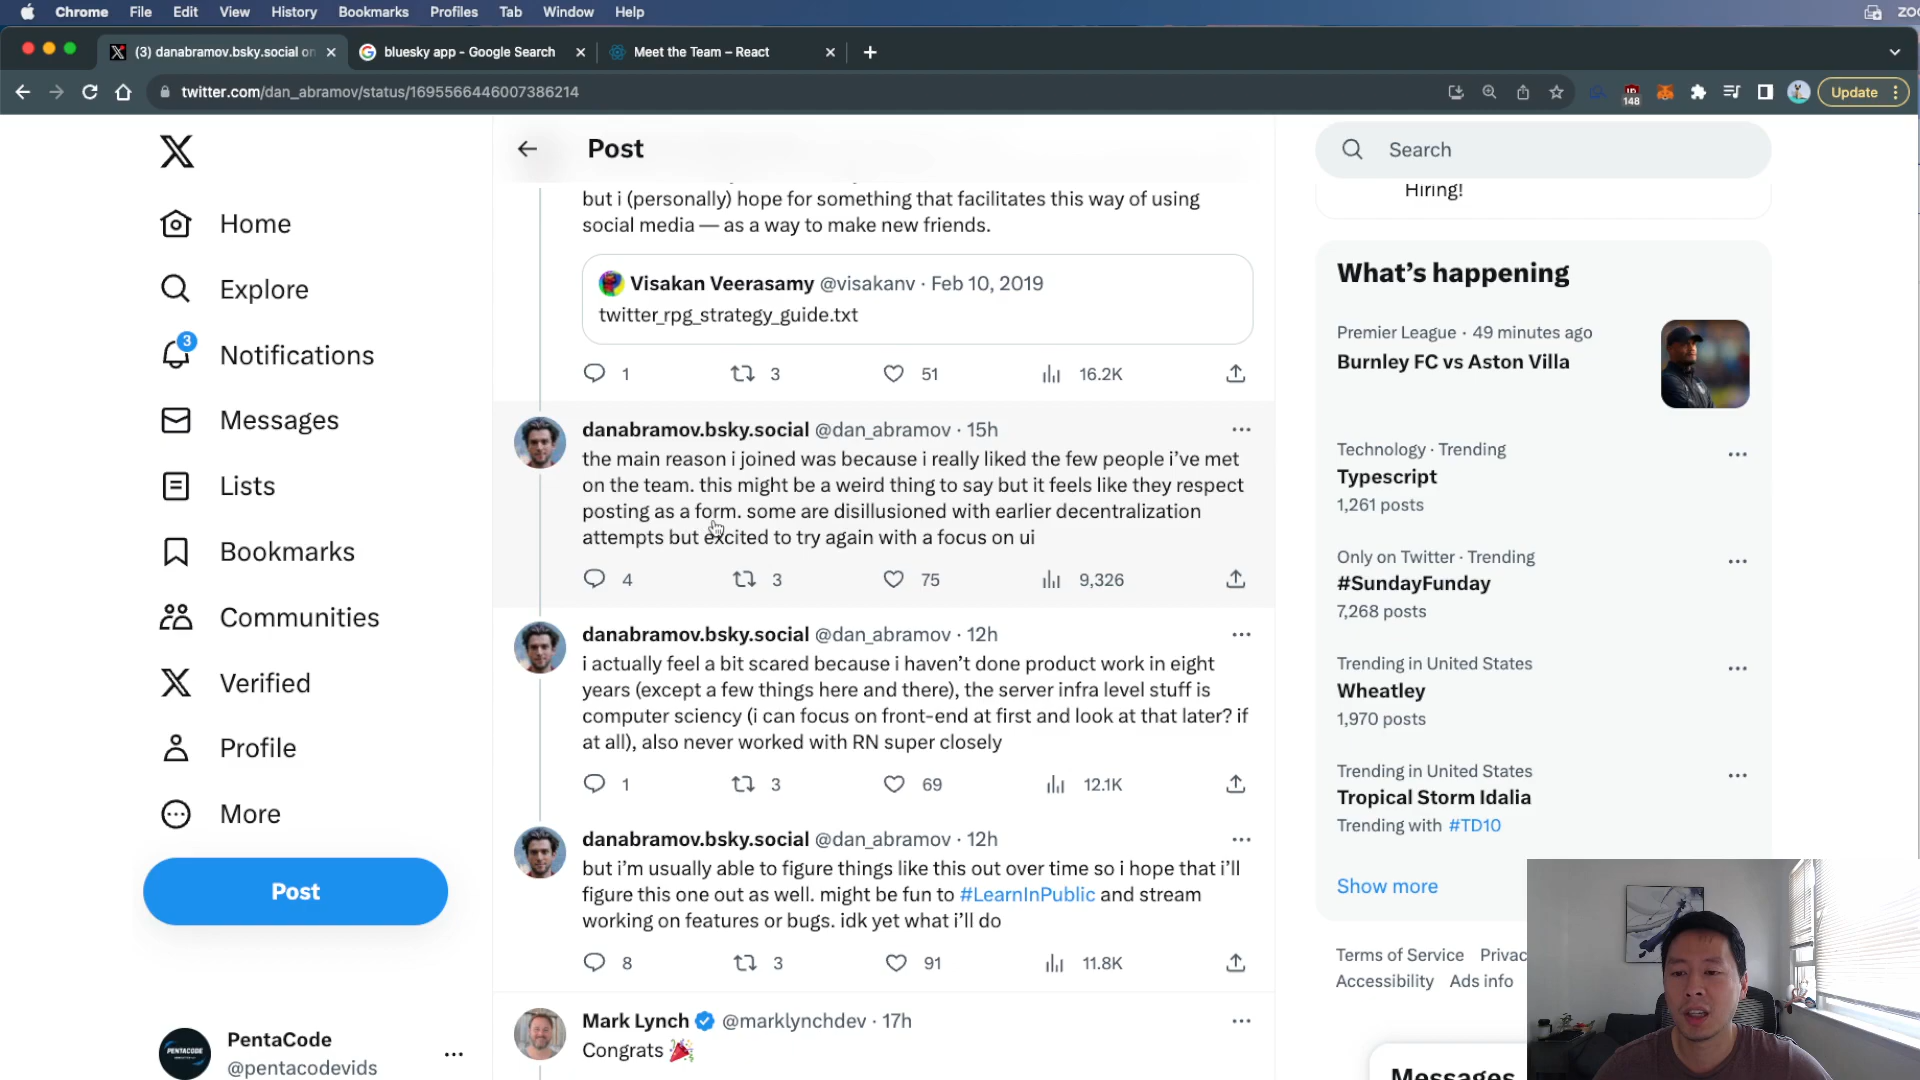 Chrome File Edit View History Bookmarks Profiles Tab Window Help
(3) danabramov.bsky.social on
bluesky app - Google Search
Meet the Team – React
twitter.com/dan_abramov/status/1695566446007386214
148
Update
Home
Explore
3
Notifications
Messages
Lists
Bookmarks
Communities
Verified
Profile
More
Post
PentaCode
@pentacodevids
Post
but i (personally) hope for something that facilitates this way of using
social media — as a way to make new friends.
Visakan Veerasamy @visakanv · Feb 10, 2019
twitter_rpg_strategy_guide.txt
1 3 51 16.2K
danabramov.bsky.social @dan_abramov · 15h
the main reason i joined was because i really liked the few people i've met
on the team. this might be a weird thing to say but it feels like they respect
posting as a form. some are disillusioned with earlier decentralization
attempts but excited to try again with a focus on ui
4 3 75 9,326
danabramov.bsky.social @dan_abramov · 12h
i actually feel a bit scared because i haven't done product work in eight
years (except a few things here and there), the server infra level stuff is
computer sciency (i can focus on front-end at first and look at that later? if
at all), also never worked with RN super closely
1 3 69 12.1K
danabramov.bsky.social @dan_abramov · 12h
but i'm usually able to figure things like this out over time so i hope that i'll
figure this one out as well. might be fun to #LearnInPublic and stream
working on features or bugs. idk yet what i'll do
8 3 91 11.8K
Mark Lynch @marklynchdev · 17h
Congrats 🎉
Search
Hiring!
What's happening
Premier League · 49 minutes ago
Burnley FC vs Aston Villa
Technology · Trending
Typescript
1,261 posts
Only on Twitter · Trending
#SundayFunday
7,268 posts
Trending in United States
Wheatley
1,970 posts
Trending in United States
Tropical Storm Idalia
Trending with #TD10
Show more
Terms of Service Privac
Accessibility Ads info
Messages
PENTACODE